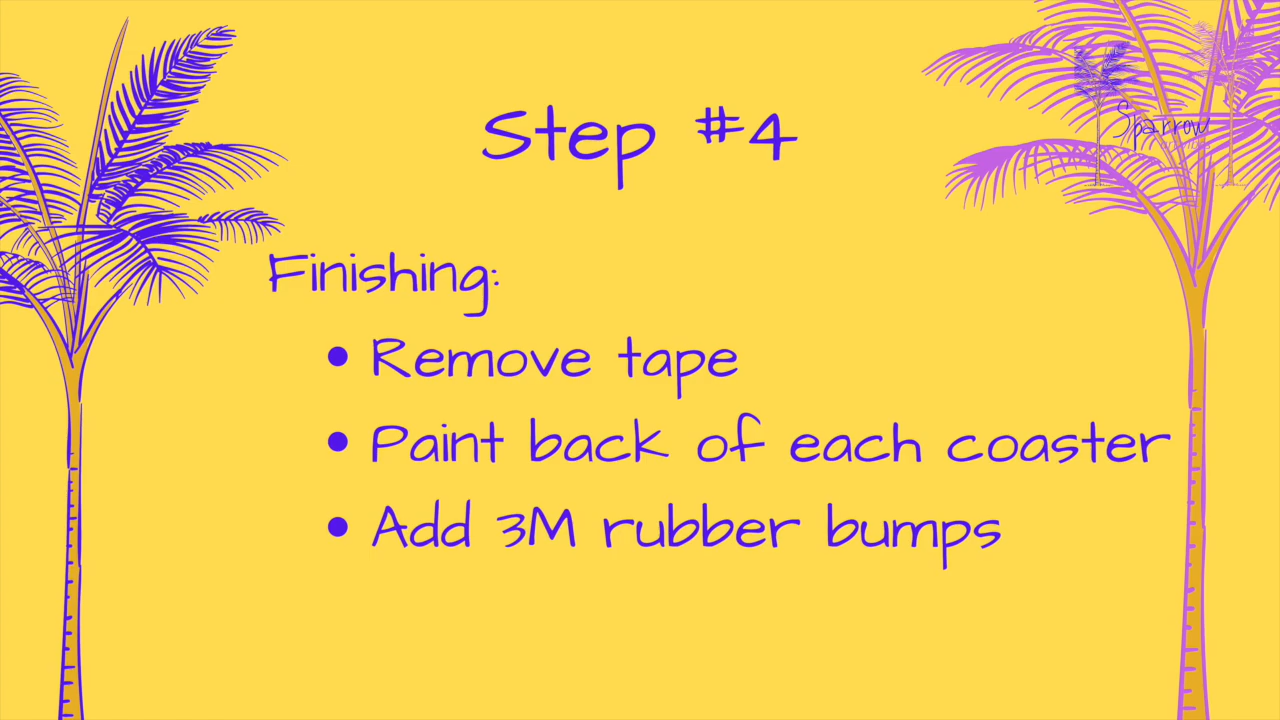 Step #4
Sparrow
Finishing:
• Remove tape
• Paint back of each coaster
• Add 3M rubber bumps